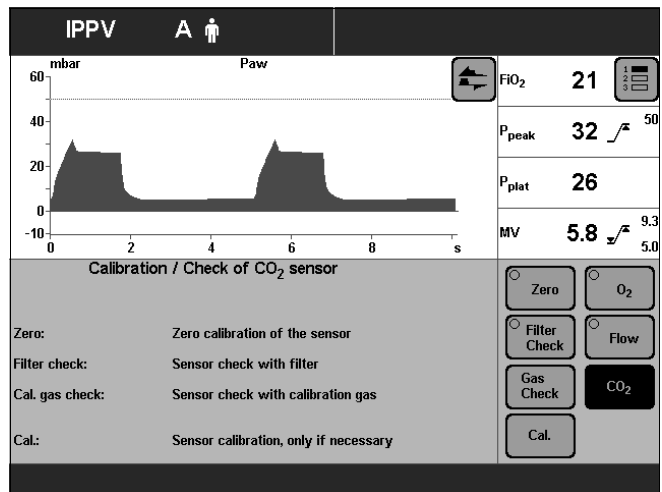 IPPV A
mbar Paw
60
40
20
0
-10
0 2 4 6 8 s
FiO2 21
1
2
3
Ppeak 32 50
Pplat 26
MV 5.8 9.3
5.0
Calibration / Check of CO2 sensor
Zero: Zero calibration of the sensor
Filter check: Sensor check with filter
Cal. gas check: Sensor check with calibration gas
Cal.: Sensor calibration, only if necessary
Zero O2
Filter
Check
Flow
Gas
Check
CO2
Cal.